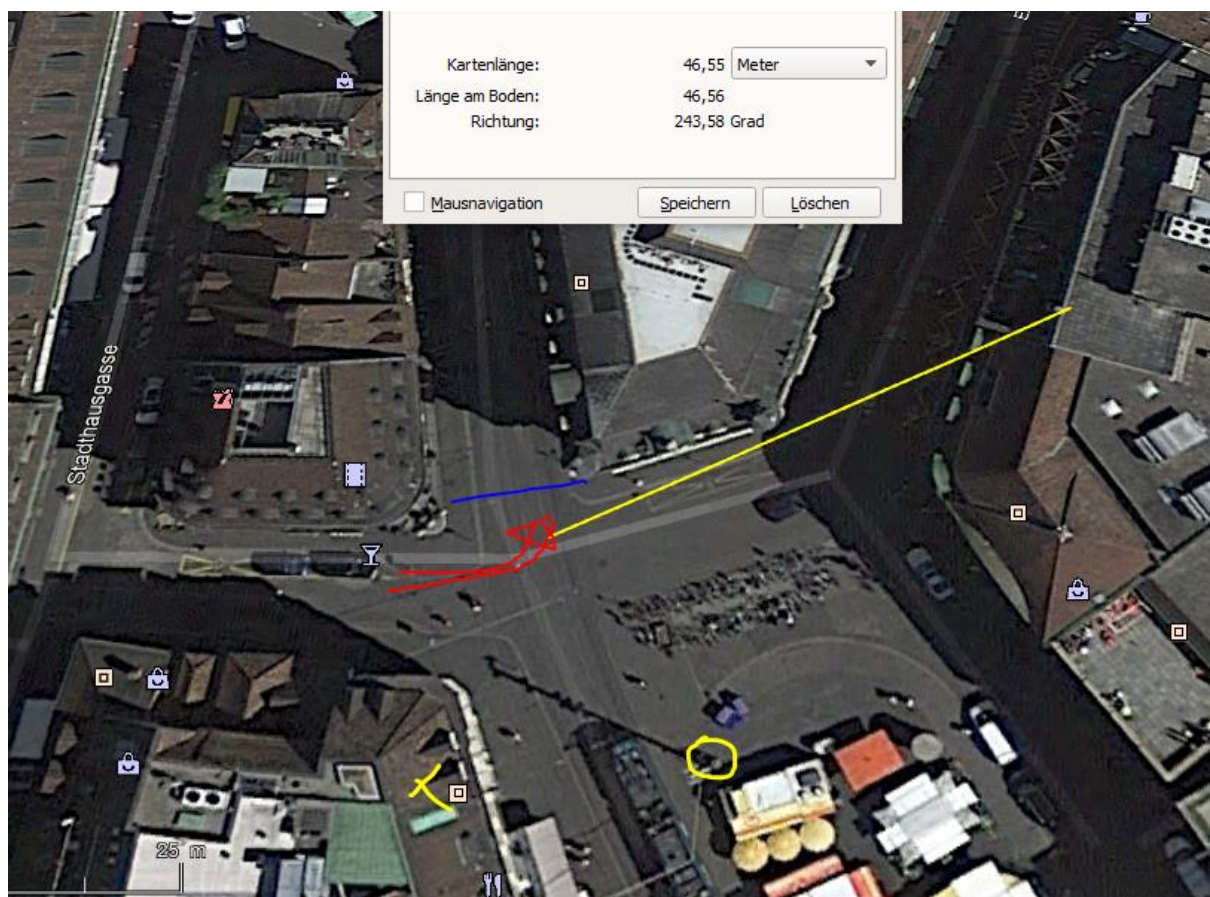 Kartenlänge: 46,55 Meter
Länge am Boden: 46,56
Richtung: 243,58 Grad
Mausnavigation Speichern Löschen
Stadthausgasse
25 m